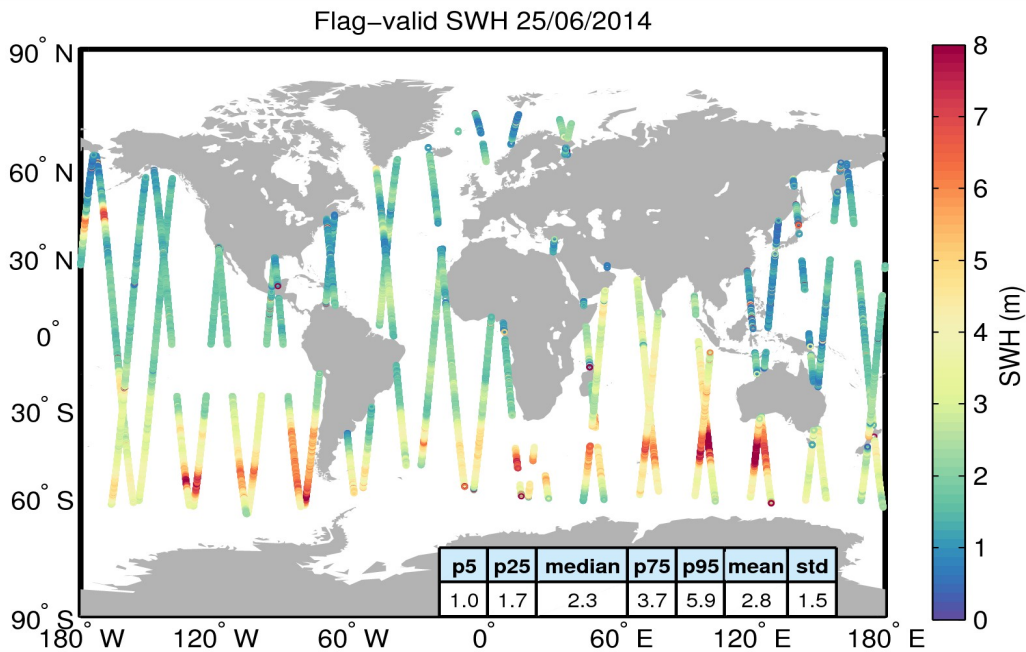 Flag−valid SWH 25/06/2014
90° N
60° N
30° N
0°
30° S
60° S
90° S
180° W 120° W 60° W 0° 60° E 120° E 180° E
p5 p25 median p75 p95 mean std
1.0 1.7 2.3 3.7 5.9 2.8 1.5
8
7
6
5
4
3
2
1
0
SWH (m)